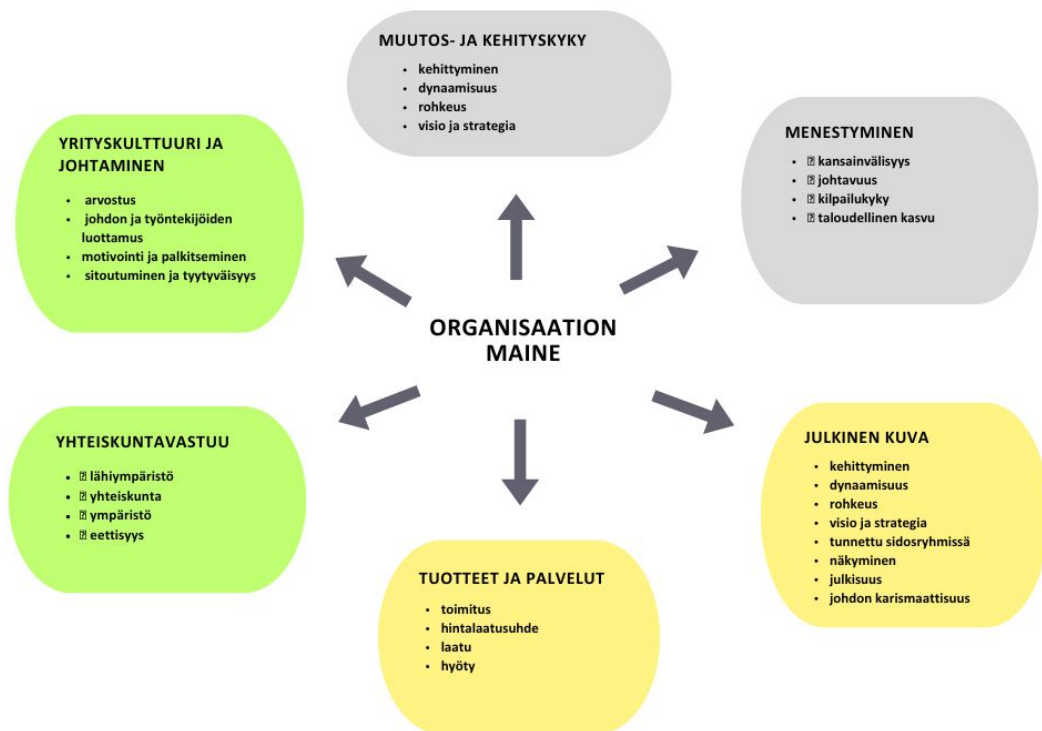 MUUTOS- JA KEHITYSKYKY
• kehittyminen
• dynaamisuus
• rohkeus
• visio ja strategia
YRITYSKULTTUURI JA
JOHTAMINEN
• arvostus
• johdon ja työntekijöiden
luottamus
• motivointi ja palkitseminen
• sitoutuminen ja tyytyväisyys
MENESTYMINEN
• 🯄 kansainvälisyys
• 🯄 johtavuus
• 🯄 kilpailukyky
• 🯄 taloudellinen kasvu
ORGANISAATION
MAINE
YHTEISKUNTAVASTUU
• 🯄 lähiympäristö
• 🯄 yhteiskunta
• 🯄 ympäristö
• 🯄 eettisyys
TUOTTEET JA PALVELUT
• toimitus
• hintalaatusuhde
• laatu
• hyöty
JULKINEN KUVA
• kehittyminen
• dynaamisuus
• rohkeus
• visio ja strategia
• tunnettu sidosryhmissä
• näkyminen
• julkisuus
• johdon karismaattisuus